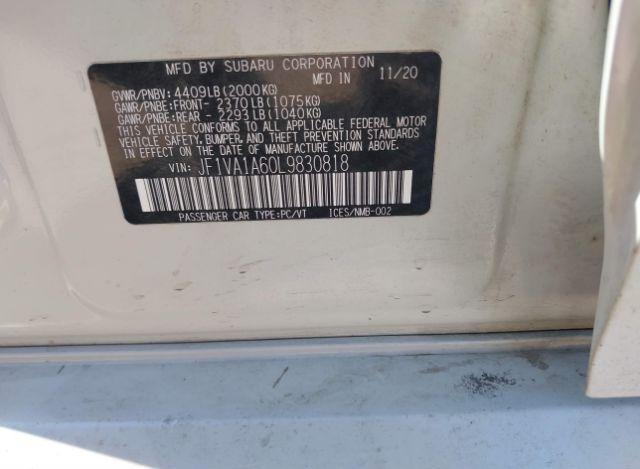 MFD BY SUBARU CORPORATION
MFD IN 11/20
GVWR/PNBV: 4409LB(2000KG)
GAWR/PNBE:FRONT- 2370LB(1075KG)
GAWR/PNBE:REAR - 2293LB(1040KG)
THIS VEHICLE CONFORMS TO ALL APPLICABLE FEDERAL MOTOR
VEHICLE SAFETY, BUMPER, AND THEFT PREVENTION STANDARDS
IN EFFECT ON THE DATE OF MANUFACTURE SHOWN ABOVE.
VIN: JF1VA1A60L9830818
PASSENGER CAR TYPE:PC/VT ICES/NMB-002